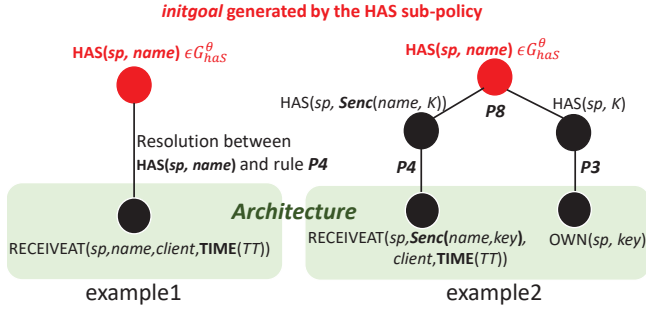 initgoal generated by the HAS sub-policy
HAS(sp, name) ϵG^θ_haS
Resolution between
HAS(sp, name) and rule P4
RECEIVEAT(sp,name,client,TIME(TT))
example1
HAS(sp, name) ϵG^θ_haS
HAS(sp, Senc(name, K))
P8
HAS(sp, K)
P4
P3
Architecture
RECEIVEAT(sp,Senc(name,key),
client,TIME(TT))
OWN(sp, key)
example2